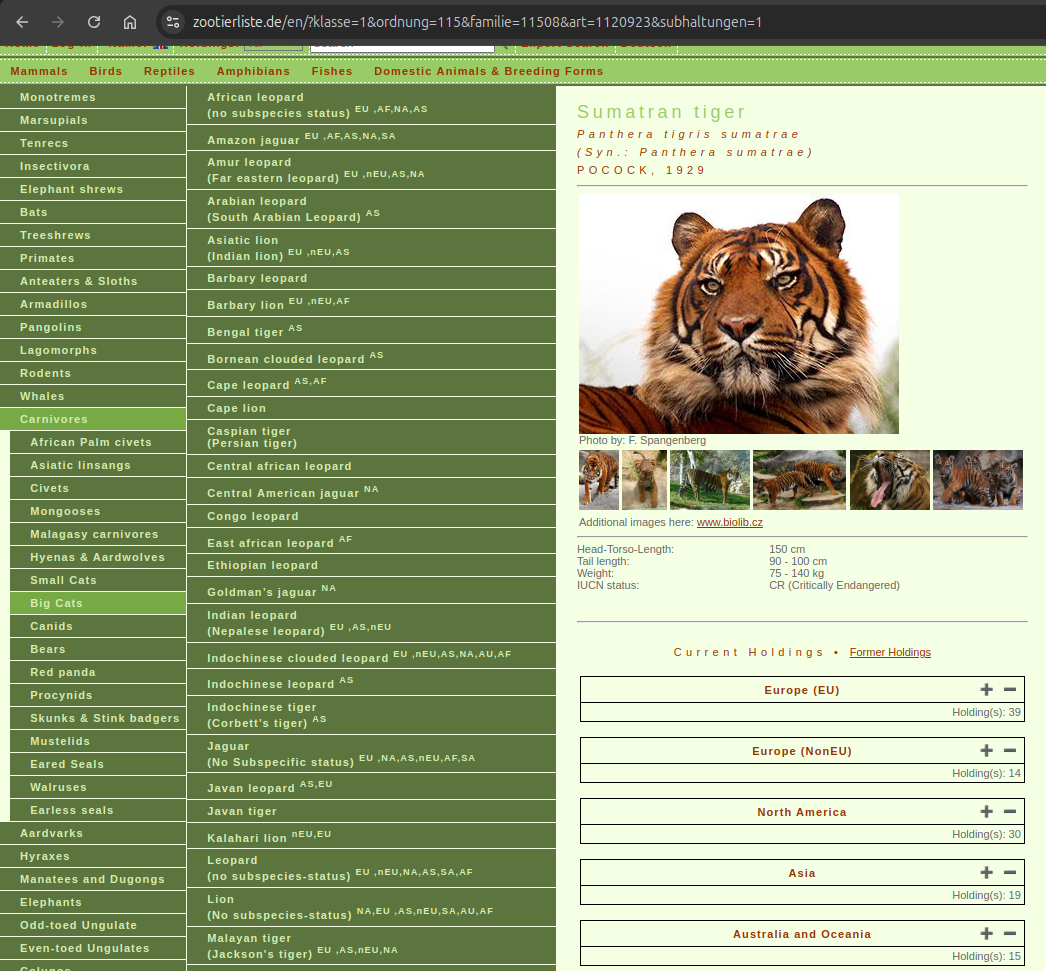 zootierliste.de/en/?klasse=1&ordnung=115&familie=11508&art=1120923&subhaltungen=1
Mammals Birds Reptiles Amphibians Fishes Domestic Animals & Breeding Forms
Monotremes
Marsupials
Tenrecs
Insectivora
Elephant shrews
Bats
Treeshrews
Primates
Anteaters & Sloths
Armadillos
Pangolins
Lagomorphs
Rodents
Whales
Carnivores
African Palm civets
Asiatic linsangs
Civets
Mongooses
Malagasy carnivores
Hyenas & Aardwolves
Small Cats
Big Cats
Canids
Bears
Red panda
Procynids
Skunks & Stink badgers
Mustelids
Eared Seals
Walruses
Earless seals
Aardvarks
Hyraxes
Manatees and Dugongs
Elephants
Odd-toed Ungulate
Even-toed Ungulates
African leopard
(no subspecies status) EU ,AF,NA,AS
Amazon jaguar EU ,AF,AS,NA,SA
Amur leopard
(Far eastern leopard) EU ,nEU,AS,NA
Arabian leopard
(South Arabian Leopard) AS
Asiatic lion
(Indian lion) EU ,nEU,AS
Barbary leopard
Barbary lion EU ,nEU,AF
Bengal tiger AS
Bornean clouded leopard AS
Cape leopard AS,AF
Cape lion
Caspian tiger
(Persian tiger)
Central african leopard
Central American jaguar NA
Congo leopard
East african leopard AF
Ethiopian leopard
Goldman's jaguar NA
Indian leopard
(Nepalese leopard) EU ,AS,nEU
Indochinese clouded leopard EU ,nEU,AS,NA,AU,AF
Indochinese leopard AS
Indochinese tiger
(Corbett's tiger) AS
Jaguar
(No Subspecific status) EU ,NA,AS,nEU,AF,SA
Javan leopard AS,EU
Javan tiger
Kalahari lion nEU,EU
Leopard
(no subspecies-status) EU ,nEU,NA,AS,SA,AF
Lion
(No subspecies-status) NA,EU ,AS,nEU,SA,AU,AF
Malayan tiger
(Jackson's tiger) EU ,AS,nEU,NA
Sumatran tiger
Panthera tigris sumatrae
(Syn.: Panthera sumatrae)
POCOCK, 1929
Photo by: F. Spangenberg
Additional images here: www.biolib.cz
Head-Torso-Length: 150 cm
Tail length: 90 - 100 cm
Weight: 75 - 140 kg
IUCN status: CR (Critically Endangered)
Current Holdings • Former Holdings
Europe (EU)
Holding(s): 39
Europe (NonEU)
Holding(s): 14
North America
Holding(s): 30
Asia
Holding(s): 19
Australia and Oceania
Holding(s): 15